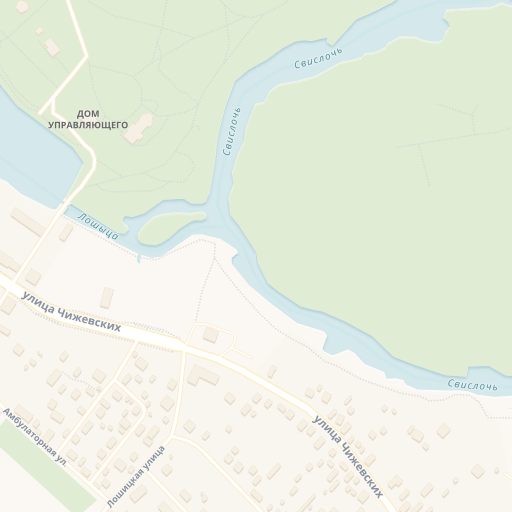 Свислочь
Свислочь
ДОМ
УПРАВЛЯЮЩЕГО
Лошыца
улица Чижевских
Свислочь
Амбулаторная ул.
Лошицкая улица
улица Чижевских